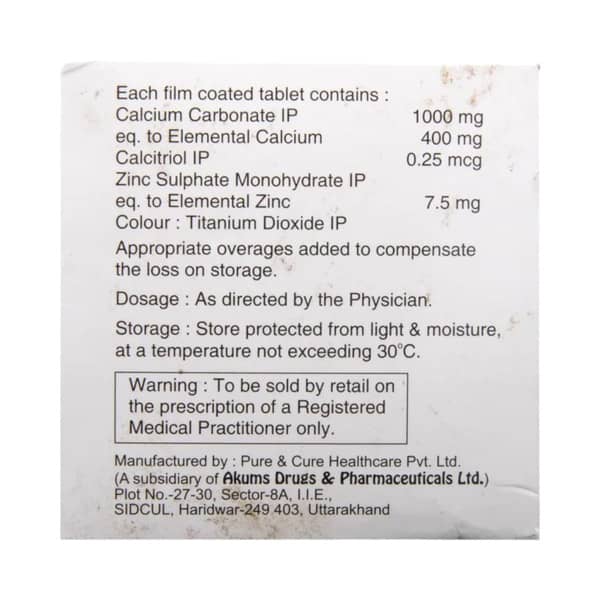 Each film coated tablet contains :
Calcium Carbonate IP 1000 mg
eq. to Elemental Calcium 400 mg
Calcitriol IP 0.25 mcg
Zinc Sulphate Monohydrate IP
eq. to Elemental Zinc 7.5 mg
Colour : Titanium Dioxide IP
Appropriate overages added to compensate
the loss on storage.
Dosage : As directed by the Physician.
Storage : Store protected from light & moisture,
at a temperature not exceeding 30°C.
Warning : To be sold by retail on
the prescription of a Registered
Medical Practitioner only.
Manufactured by : Pure & Cure Healthcare Pvt. Ltd.
(A subsidiary of Akums Drugs & Pharmaceuticals Ltd.)
Plot No.-27-30, Sector-8A, I.I.E.,
SIDCUL, Haridwar-249 403, Uttarakhand